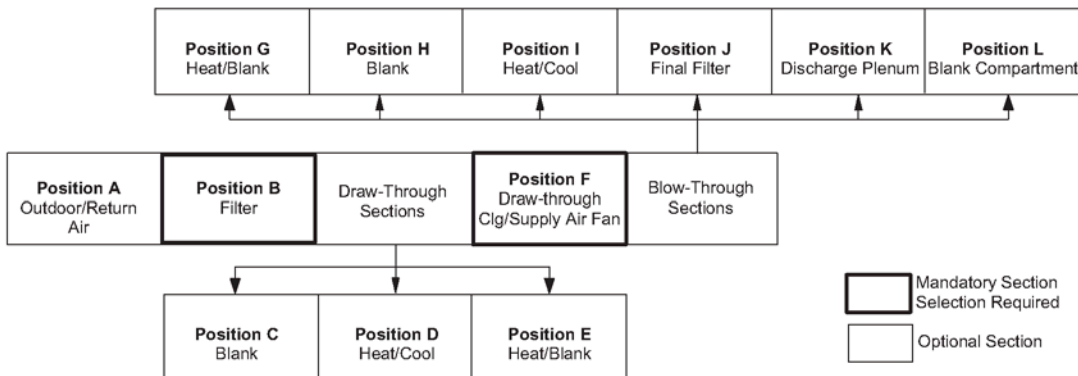 Position G
Heat/Blank
Position H
Blank
Position I
Heat/Cool
Position J
Final Filter
Position K
Discharge Plenum
Position L
Blank Compartment
Position A
Outdoor/Return
Air
Position B
Filter
Draw-Through
Sections
Position F
Draw-through
Clg/Supply Air Fan
Blow-Through
Sections
Position C
Blank
Position D
Heat/Cool
Position E
Heat/Blank
Mandatory Section
Selection Required
Optional Section